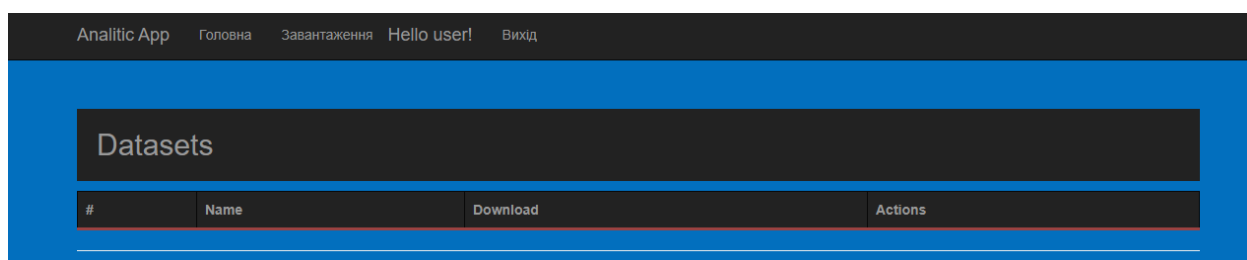 Analitic App Головна Завантаження Hello user! Вихід
Datasets
# Name Download Actions